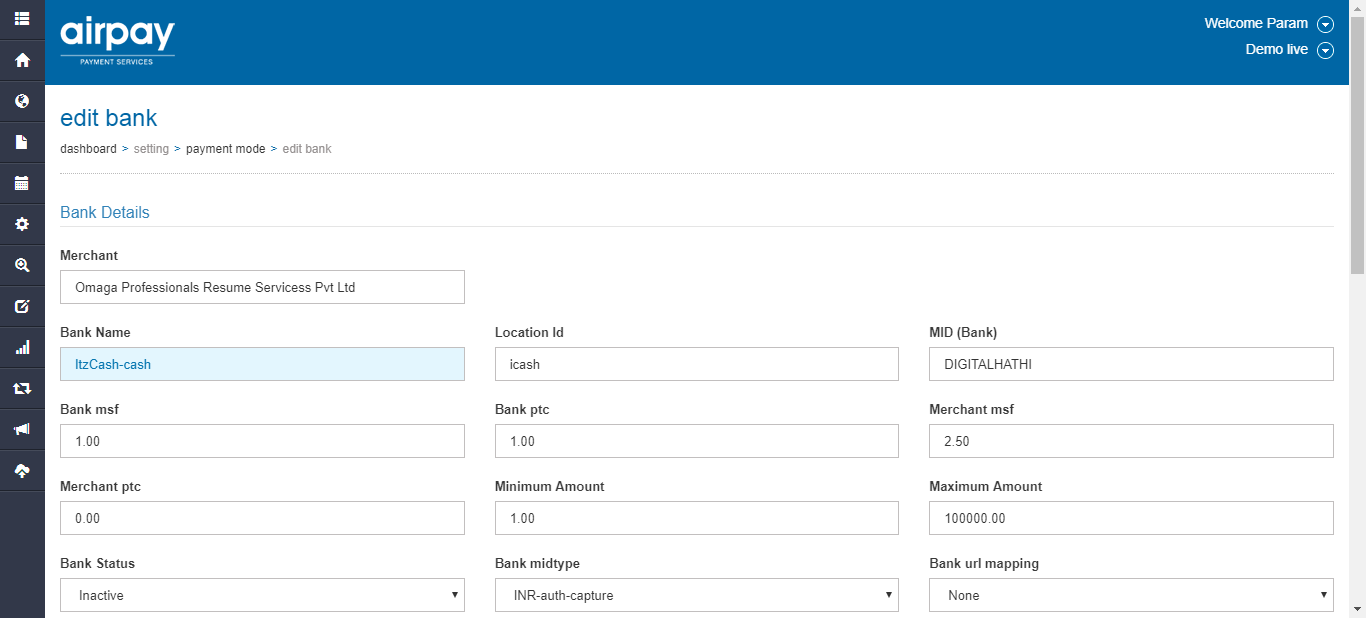 airpay
PAYMENT SERVICES
Welcome Param
Demo live
edit bank
dashboard > setting > payment mode > edit bank
Bank Details
Merchant
Omaga Professionals Resume Servicess Pvt Ltd
Bank Name Location Id MID (Bank)
ItzCash-cash icash DIGITALHATHI
Bank msf Bank ptc Merchant msf
1.00 1.00 2.50
Merchant ptc Minimum Amount Maximum Amount
0.00 1.00 100000.00
Bank Status Bank midtype Bank url mapping
Inactive INR-auth-capture None